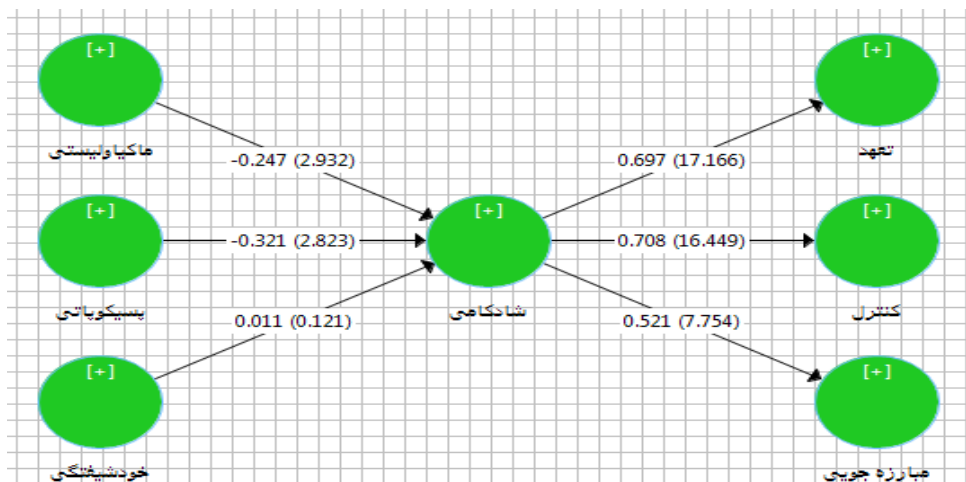 [+]
ماکیاولیستی
[+]
پسیکوپاتی
[+]
خودشیفتگی
-0.247 (2.932)
-0.321 (2.823)
0.011 (0.121)
[+]
شادکامی
0.697 (17.166)
0.708 (16.449)
0.521 (7.754)
[+]
تعهد
[+]
کنترل
[+]
مبارزه جویی